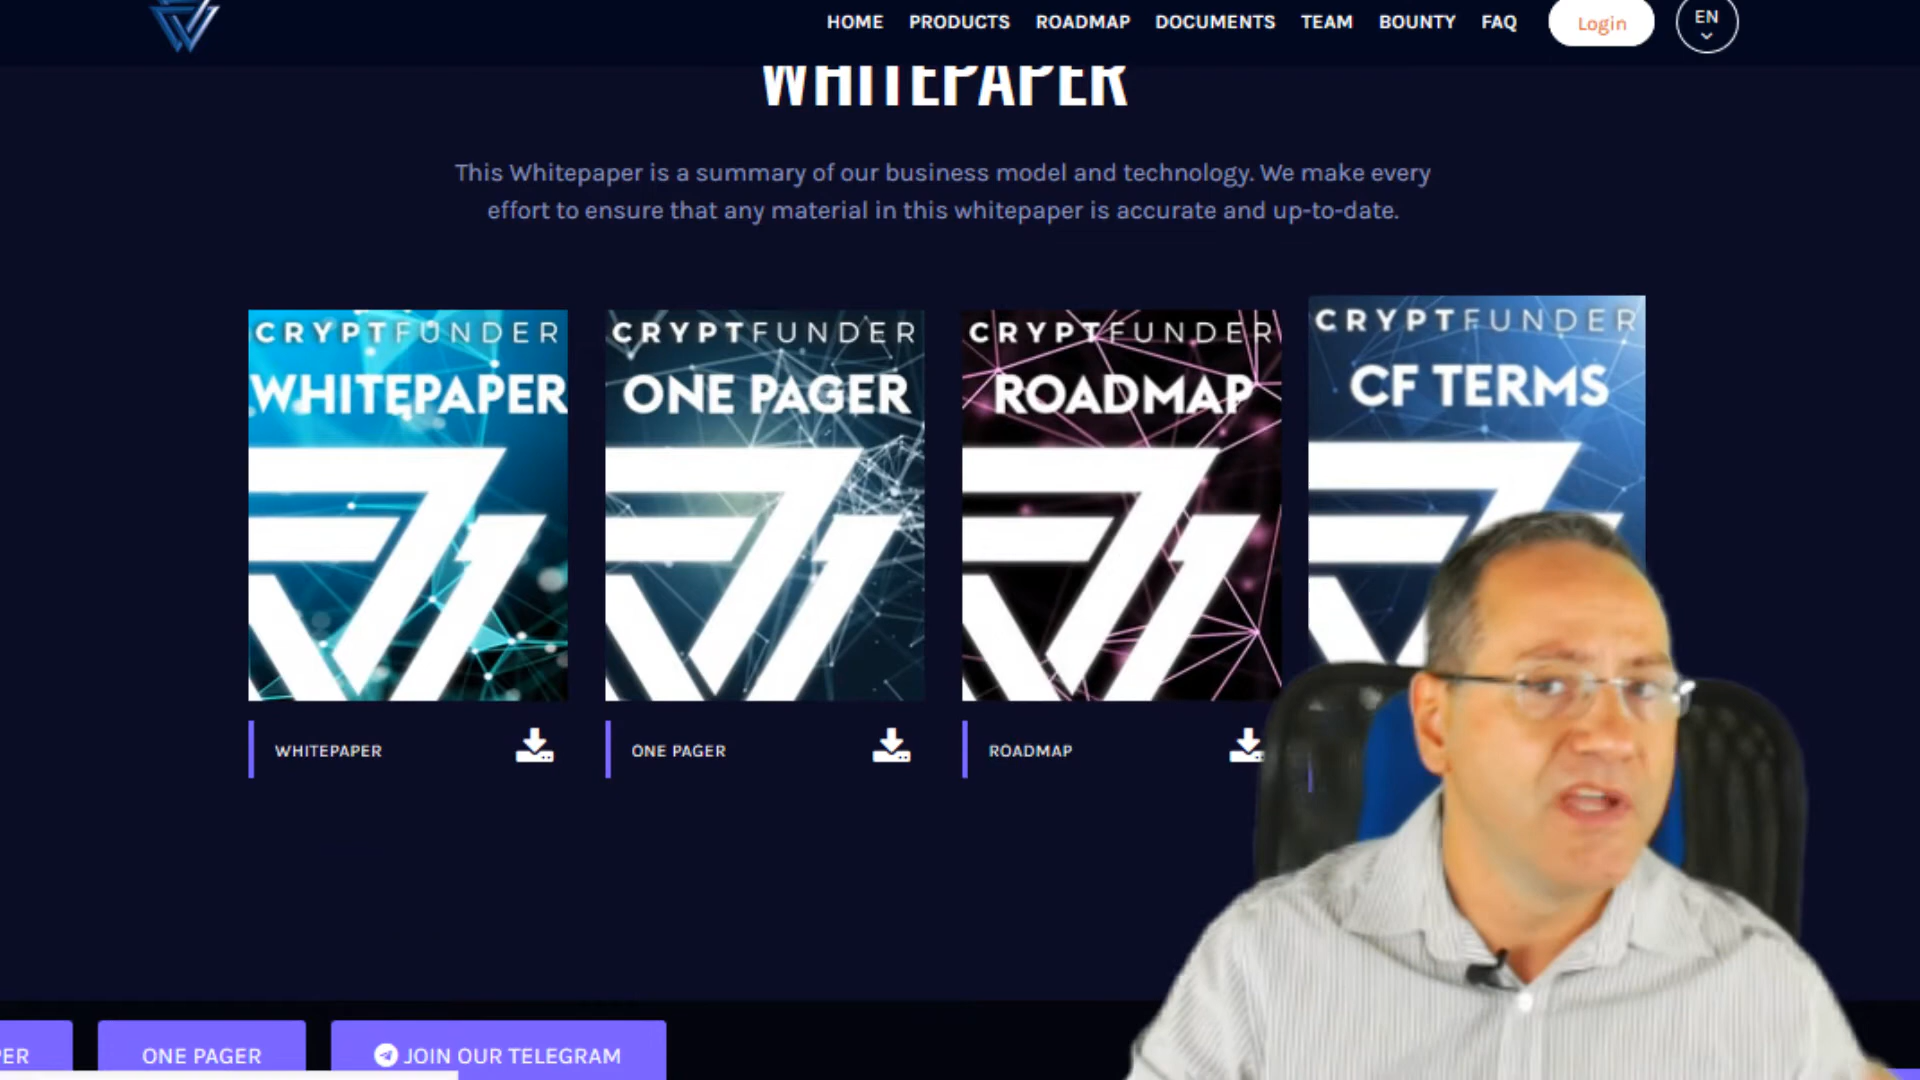 HOME PRODUCTS ROADMAP DOCUMENTS TEAM BOUNTY FAQ Login EN
WHITEPAPER
This Whitepaper is a summary of our business model and technology. We make every
effort to ensure that any material in this whitepaper is accurate and up-to-date.
CRYPTFUNDER
WHITEPAPER
CRYPTFUNDER
ONE PAGER
CRYPTFUNDER
ROADMAP
CRYPTFUNDER
CF TERMS
WHITEPAPER
ONE PAGER
ROADMAP
PER
ONE PAGER
JOIN OUR TELEGRAM